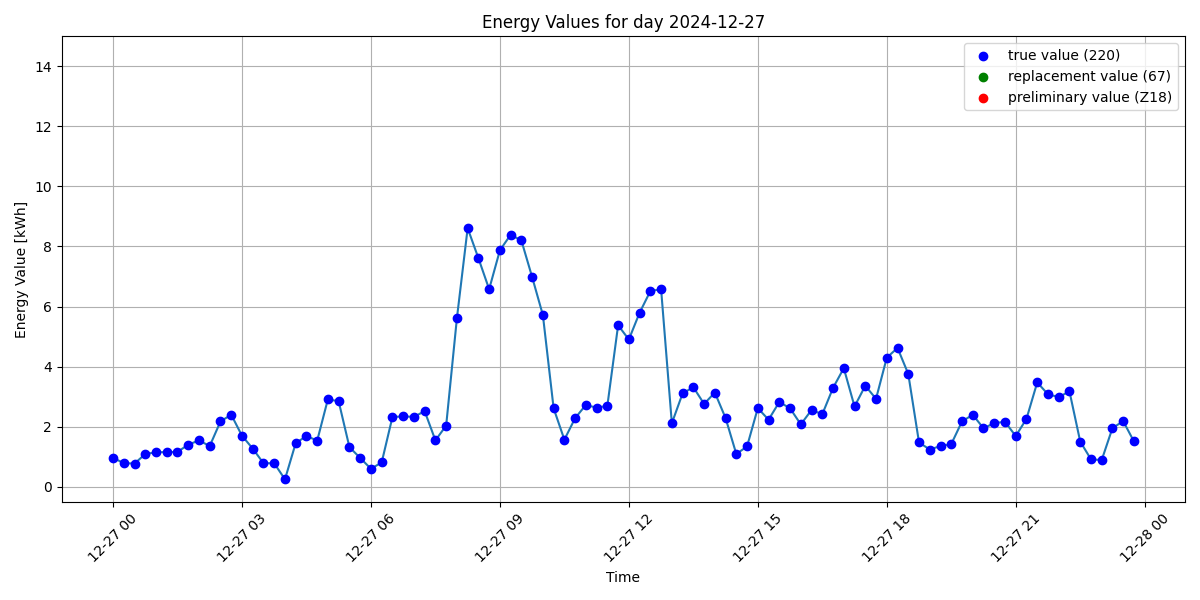 Energy Values for day 2024-12-27
true value (220)
replacement value (67)
preliminary value (Z18)
Energy Value [kWh]
14
12
10
8
6
4
2
0
12-27 00
12-27 03
12-27 06
12-27 09
12-27 12
12-27 15
12-27 18
12-27 21
12-28 00
Time